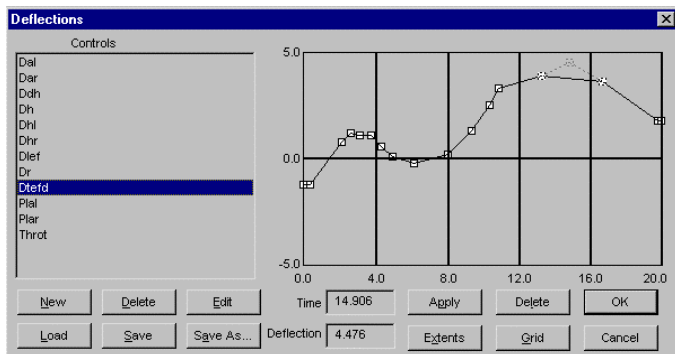 Deflections
Controls
Dal
Dar
Ddh
Dh
Dhl
Dhr
Dlef
Dr
Dtefd
Plal
Plar
Throt
5.0
0.0
-5.0
0.0 4.0 8.0 12.0 16.0 20.0
New Delete Edit Time 14.906 Apply Delete OK
Load Save Save As... Deflection 4.476 Extents Grid Cancel